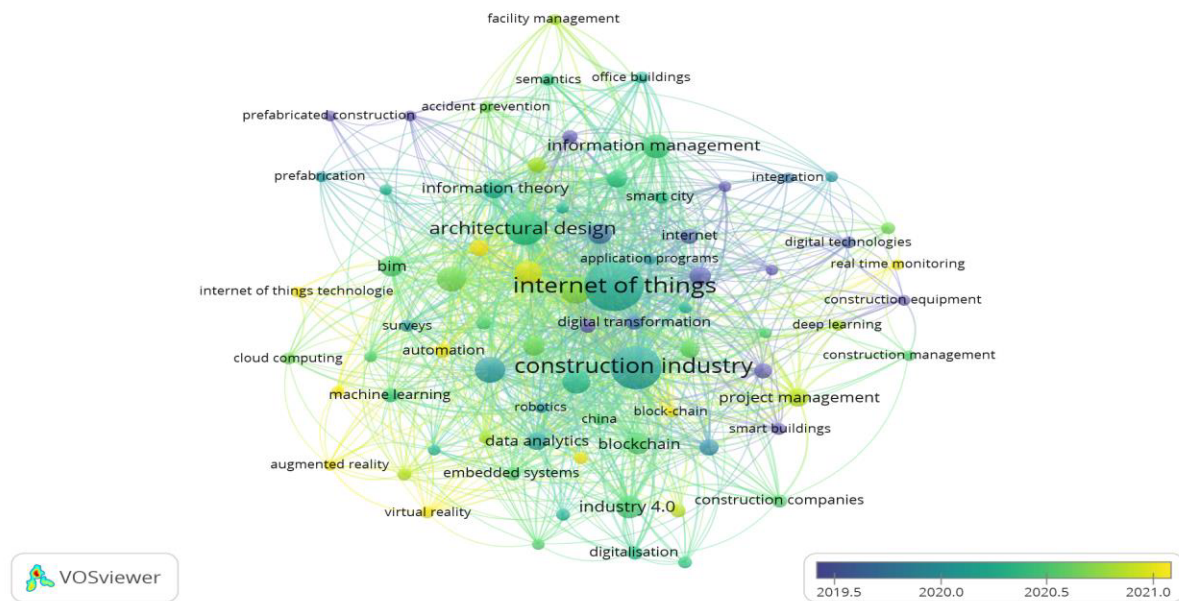 facility management
semantics
office buildings
prefabricated construction
accident prevention
information management
prefabrication
information theory
smart city
integration
architectural design
internet
digital technologies
application programs
bim
real time monitoring
internet of things technologie
internet of things
construction equipment
surveys
digital transformation
deep learning
cloud computing
automation
construction industry
construction management
machine learning
project management
robotics
block-chain
china
smart buildings
data analytics
blockchain
augmented reality
embedded systems
construction companies
virtual reality
industry 4.0
digitalisation
VOSviewer
2019.5 2020.0 2020.5 2021.0